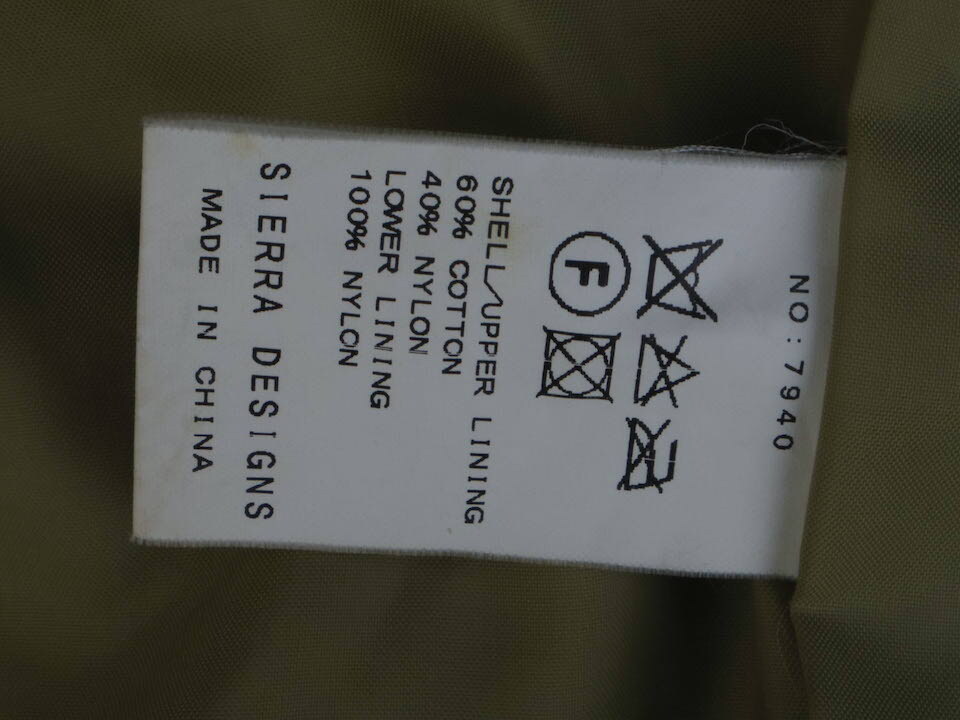 NO: 7940
F
SHELL/UPPER LINING
60% COTTON
40% NYLON
LOWER LINING
100% NYLON
SIERRA DESIGNS
MADE IN CHINA